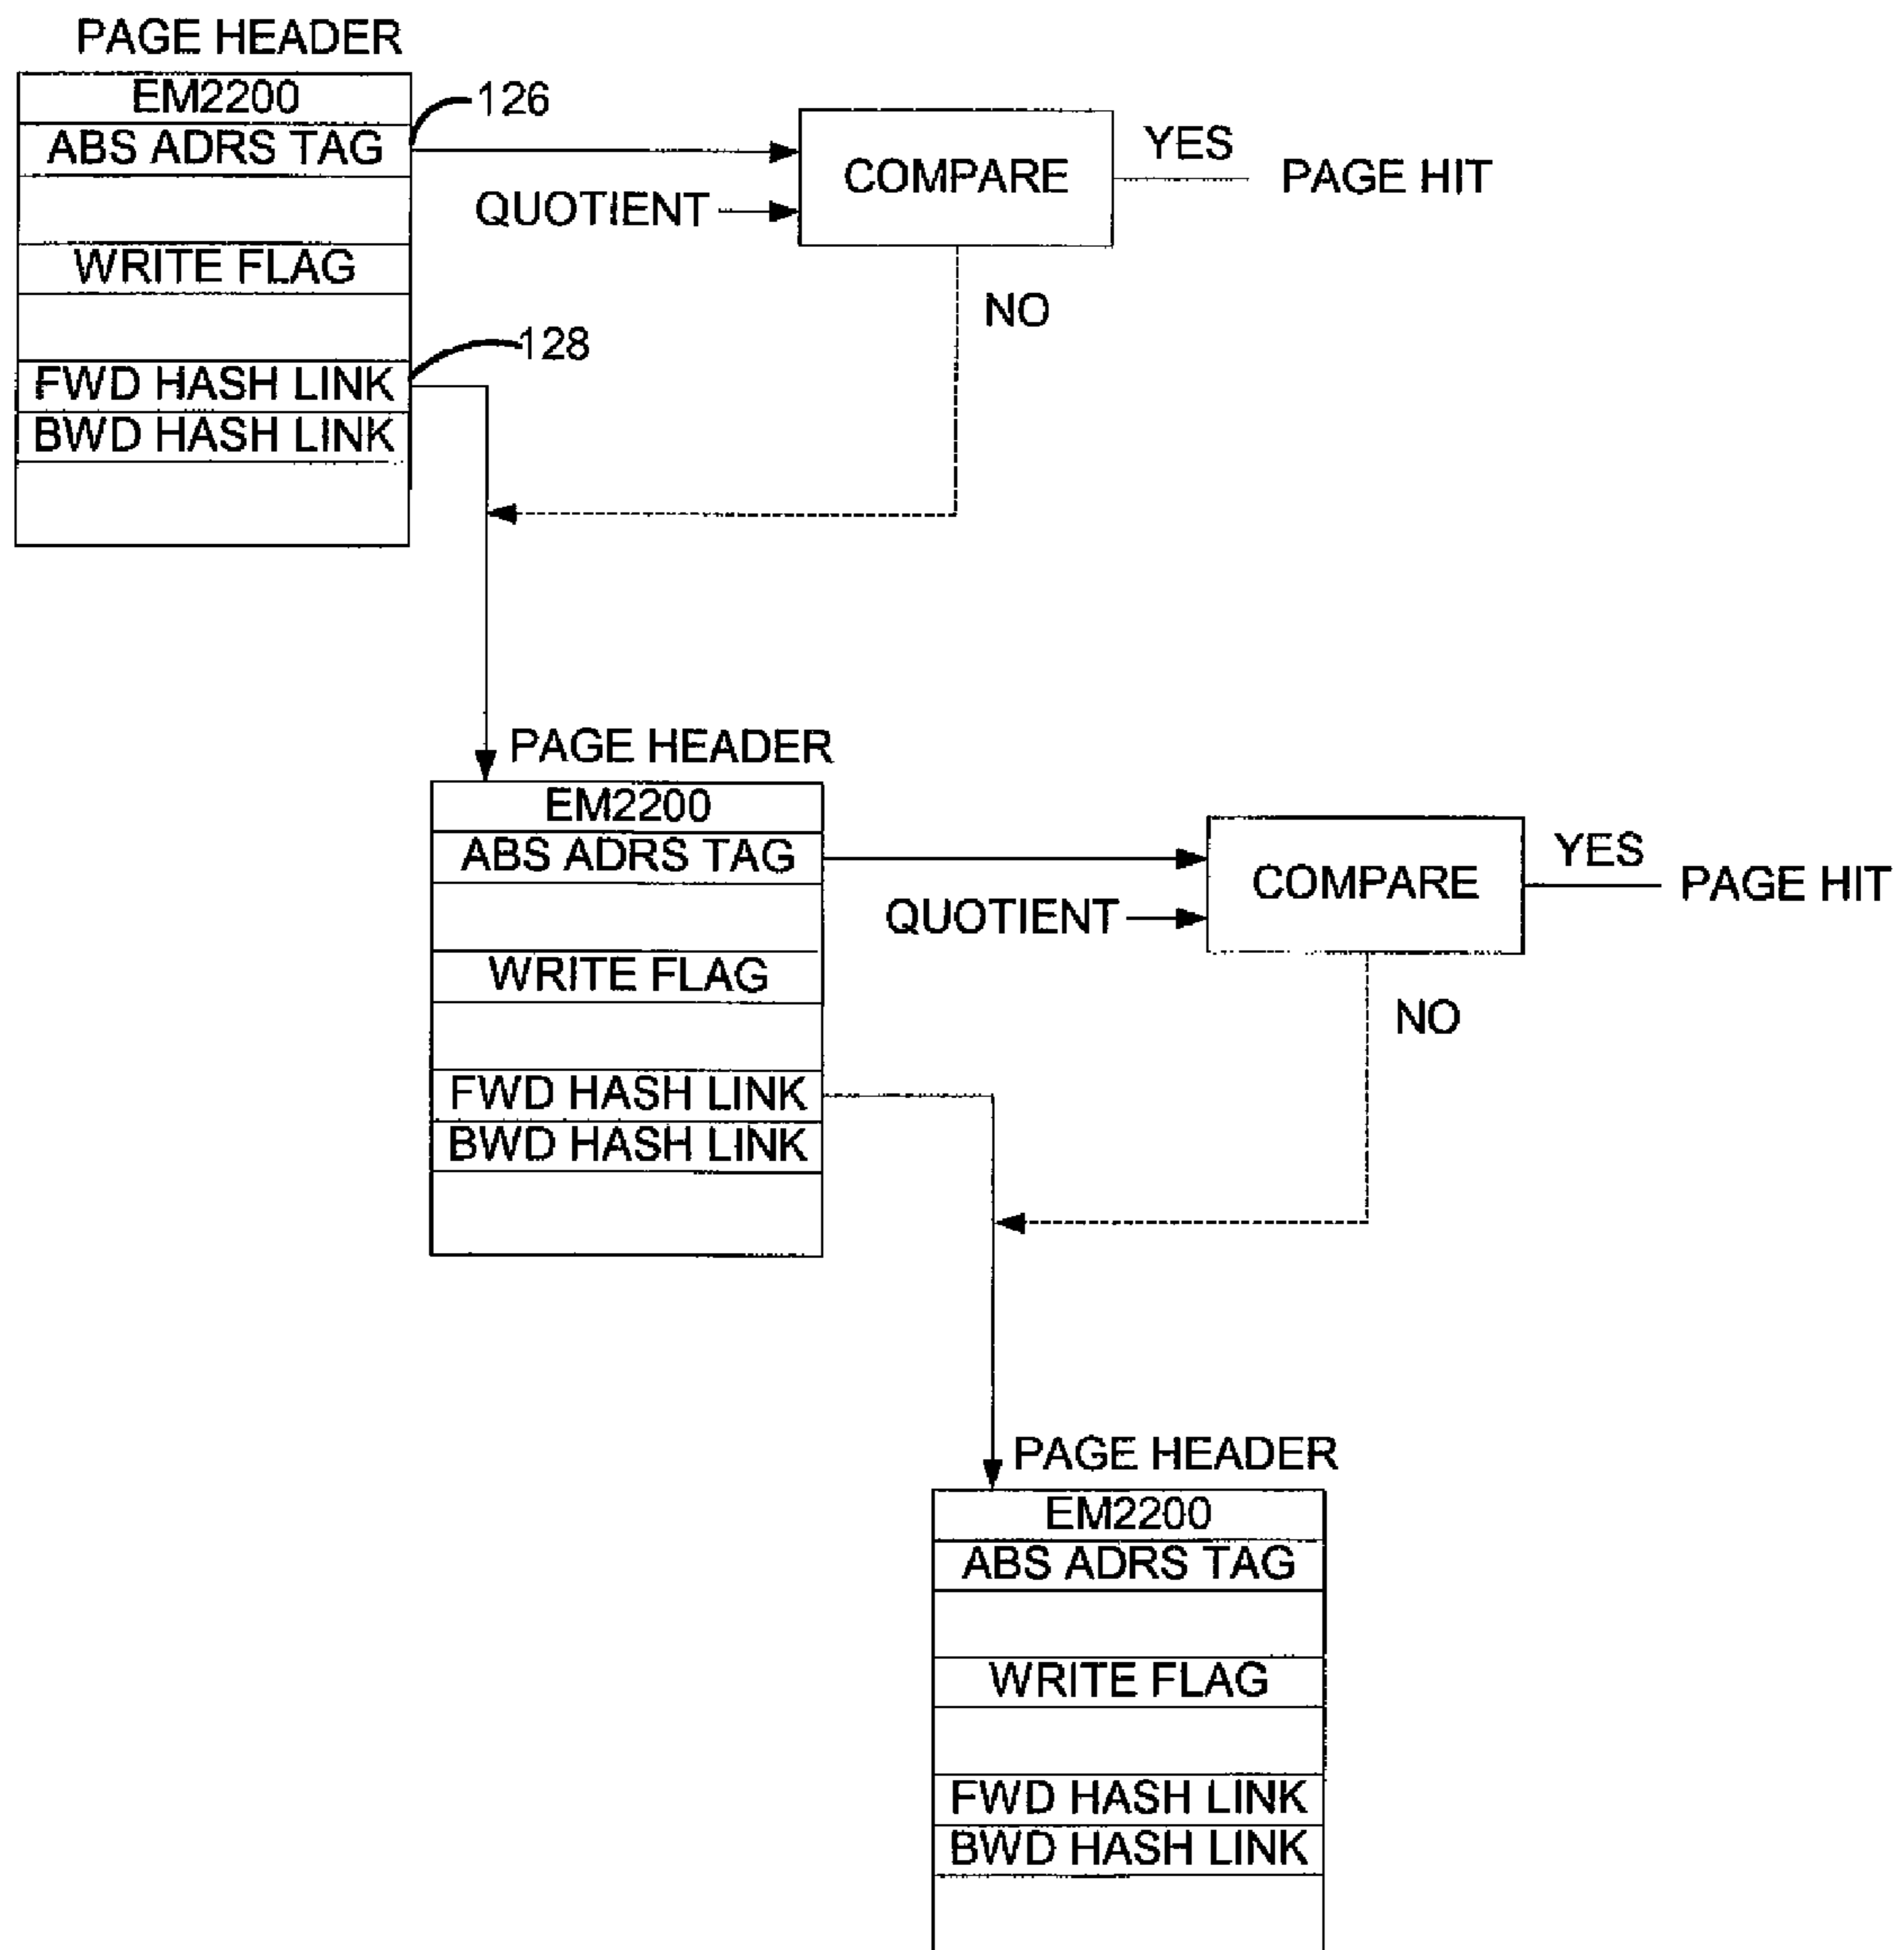 PAGE HEADER
EM2200
126
ABS ADRS TAG
YES
COMPARE
PAGE HIT
QUOTIENT
WRITE FLAG
NO
128
FWD HASH LINK
BWD HASH LINK
PAGE HEADER
EM2200
ABS ADRS TAG
YES
COMPARE
PAGE HIT
QUOTIENT
WRITE FLAG
NO
FWD HASH LINK
BWD HASH LINK
PAGE HEADER
EM2200
ABS ADRS TAG
WRITE FLAG
FWD HASH LINK
BWD HASH LINK